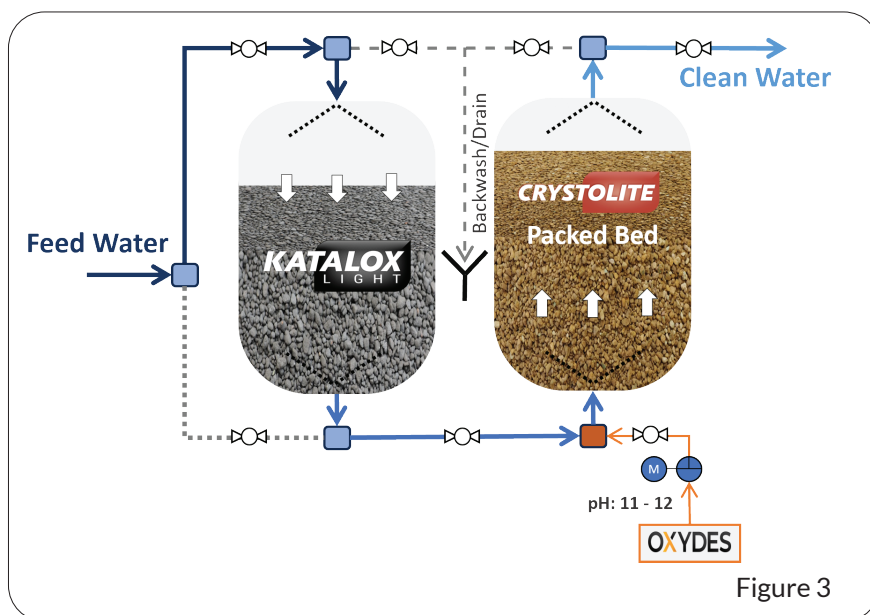 Clean Water
Backwash/Drain
CRYSTOLITE
Packed Bed
Feed Water
KATALOX
LIGHT
M
pH: 11 - 12
OXYDES
Figure 3